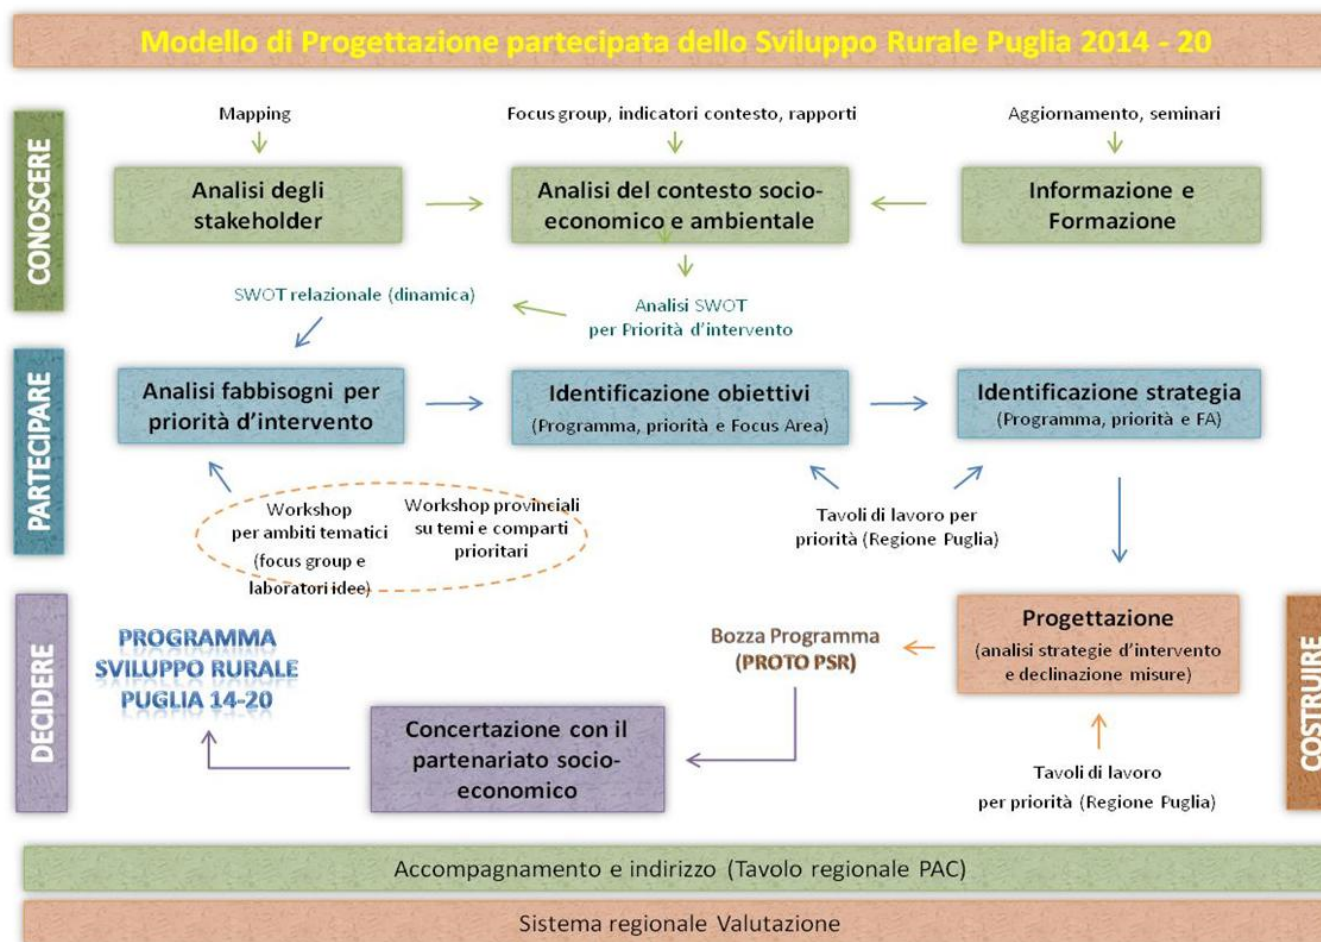 Modello di Progettazione partecipata dello Sviluppo Rurale Puglia 2014 - 20
CONOSCERE
Mapping
Focus group, indicatori contesto, rapporti
Aggiornamento, seminari
Analisi degli
stakeholder
Analisi del contesto socio-
economico e ambientale
Informazione e
Formazione
SWOT relazionale (dinamica)
Analisi SWOT
per Priorità d'intervento
PARTECIPARE
Analisi fabbisogni per
priorità d'intervento
Identificazione obiettivi
(Programma, priorità e Focus Area)
Identificazione strategia
(Programma, priorità e FA)
Workshop
per ambiti tematici
(focus group e
laboratori idee)
Workshop provinciali
su temi e comparti
prioritari
Tavoli di lavoro per
priorità (Regione Puglia)
DECIDERE
PROGRAMMA
SVILUPPO RURALE
PUGLIA 14-20
Bozza Programma
(PROTO PSR)
Progettazione
(analisi strategie d'intervento
e declinazione misure)
COSTRUIRE
Concertazione con il
partenariato socio-
economico
Tavoli di lavoro
per priorità (Regione Puglia)
Accompagnamento e indirizzo (Tavolo regionale PAC)
Sistema regionale Valutazione